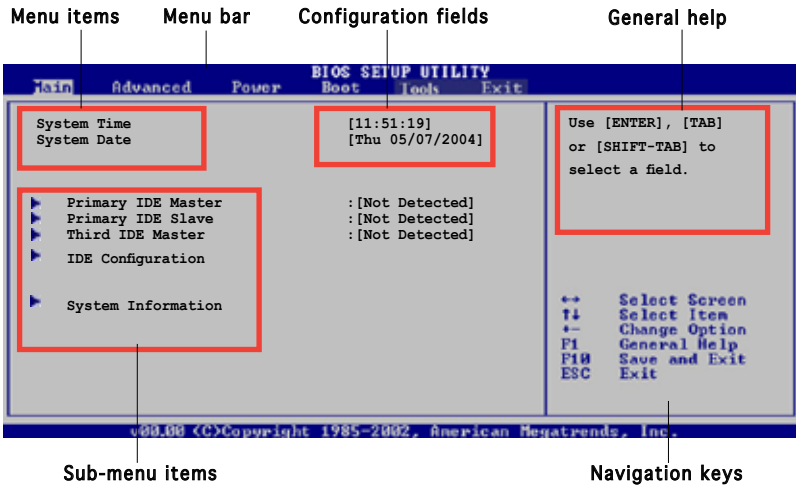 Menu items Menu bar Configuration fields General help
BIOS SETUP UTILITY
Main Advanced Power Boot Tools Exit
System Time [11:51:19]
System Date [Thu 05/07/2004]
Use [ENTER], [TAB]
or [SHIFT-TAB] to
select a field.
Primary IDE Master :[Not Detected]
Primary IDE Slave :[Not Detected]
Third IDE Master :[Not Detected]
IDE Configuration
System Information
↔ Select Screen
↑↓ Select Item
+- Change Option
F1 General Help
F10 Save and Exit
ESC Exit
v00.00 (C)Copyright 1985-2002, American Megatrends, Inc.
Sub-menu items Navigation keys